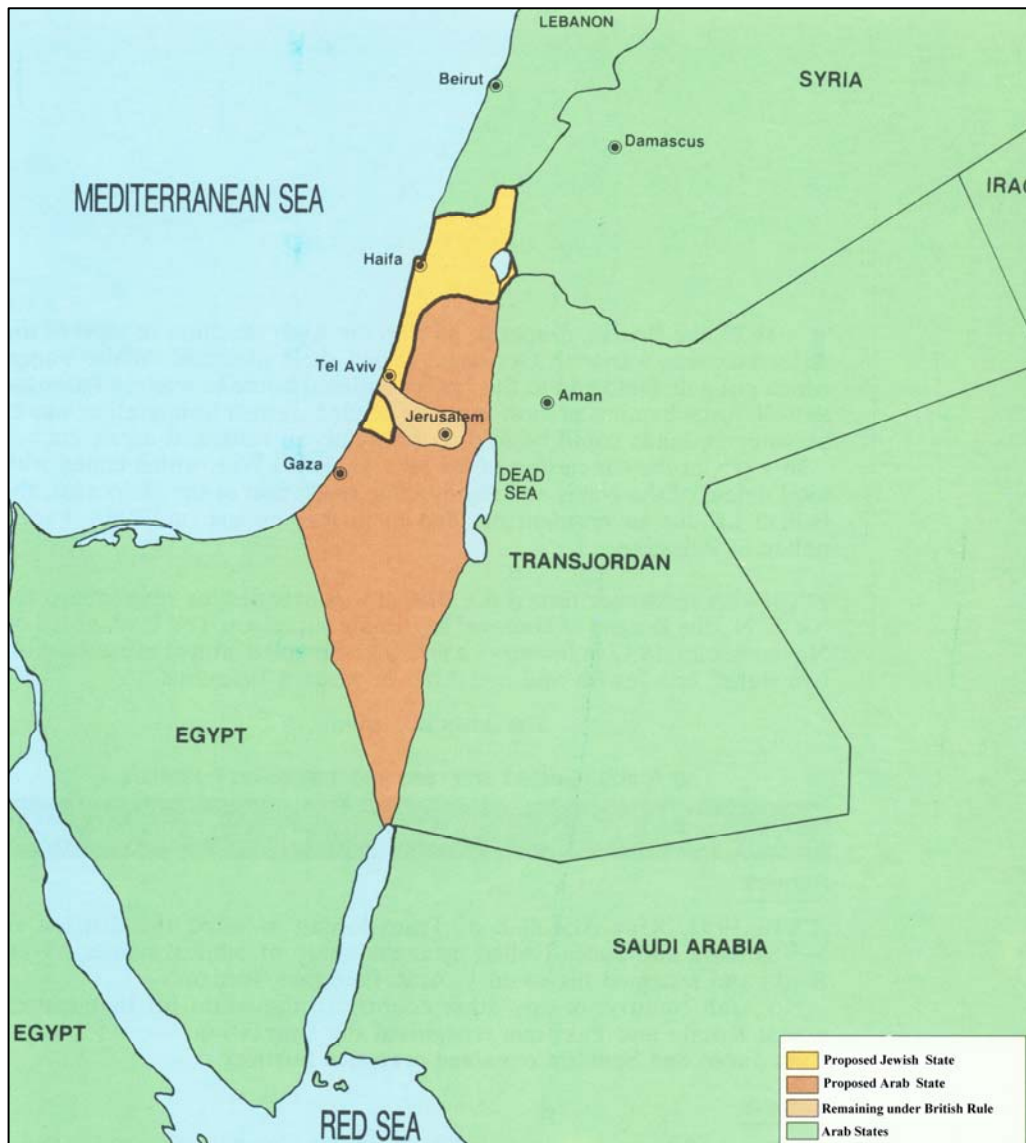 LEBANON
Beirut
SYRIA
Damascus
MEDITERRANEAN SEA
IRAQ
Haifa
Tel Aviv
Aman
Jerusalem
Gaza
DEAD
SEA
TRANSJORDAN
EGYPT
SAUDI ARABIA
EGYPT
RED SEA
Proposed Jewish State
Proposed Arab State
Remaining under British Rule
Arab States